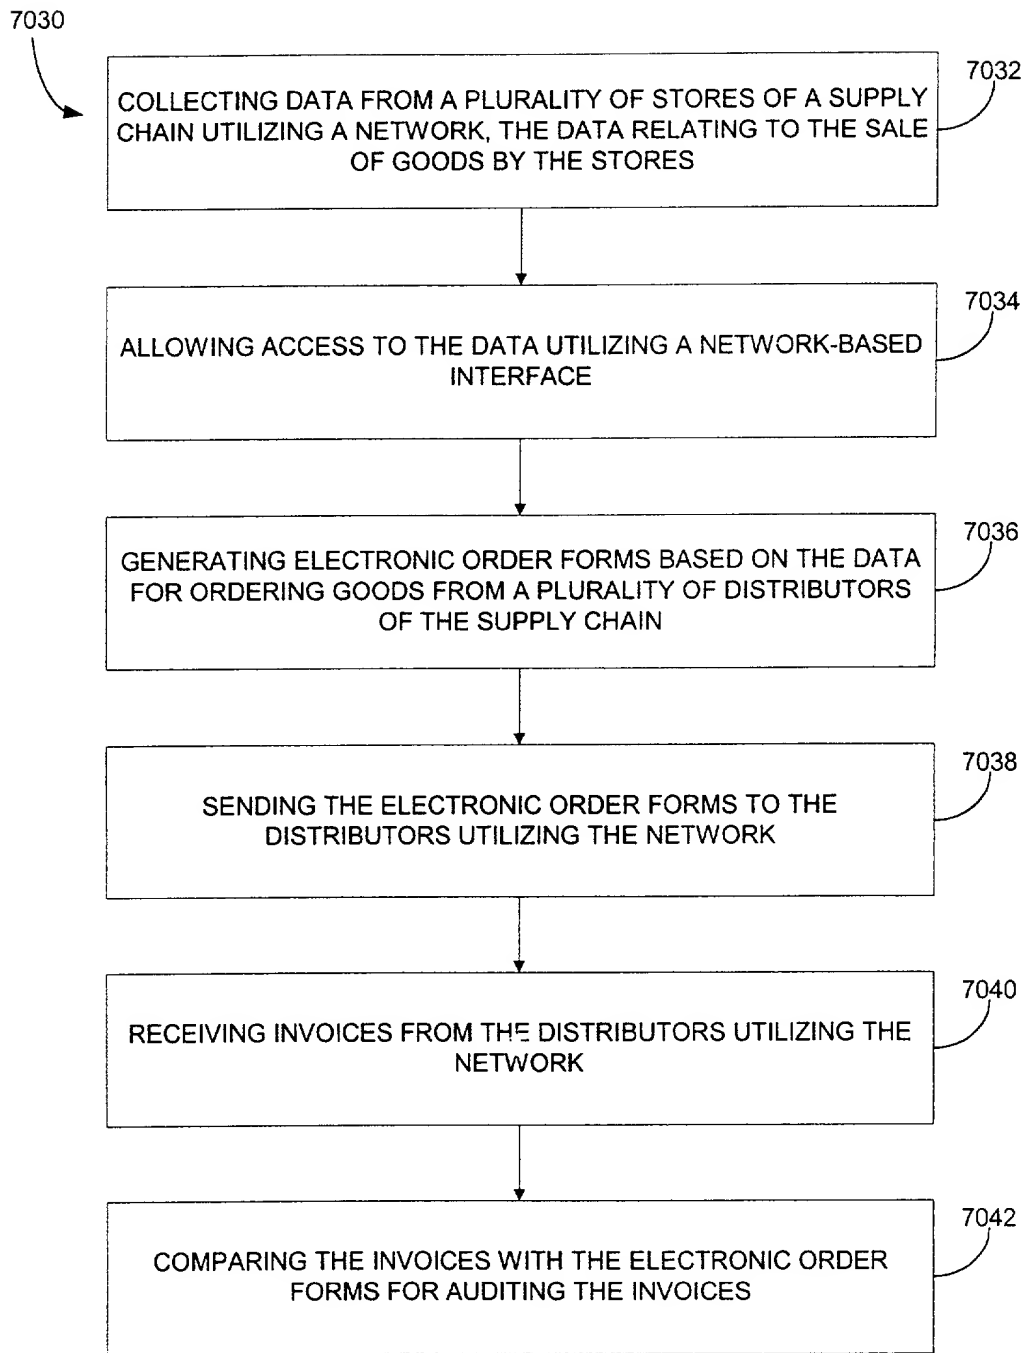 7030
7032
COLLECTING DATA FROM A PLURALITY OF STORES OF A SUPPLY
CHAIN UTILIZING A NETWORK, THE DATA RELATING TO THE SALE
OF GOODS BY THE STORES
7034
ALLOWING ACCESS TO THE DATA UTILIZING A NETWORK-BASED
INTERFACE
7036
GENERATING ELECTRONIC ORDER FORMS BASED ON THE DATA
FOR ORDERING GOODS FROM A PLURALITY OF DISTRIBUTORS
OF THE SUPPLY CHAIN
7038
SENDING THE ELECTRONIC ORDER FORMS TO THE
DISTRIBUTORS UTILIZING THE NETWORK
7040
RECEIVING INVOICES FROM THE DISTRIBUTORS UTILIZING THE
NETWORK
7042
COMPARING THE INVOICES WITH THE ELECTRONIC ORDER
FORMS FOR AUDITING THE INVOICES